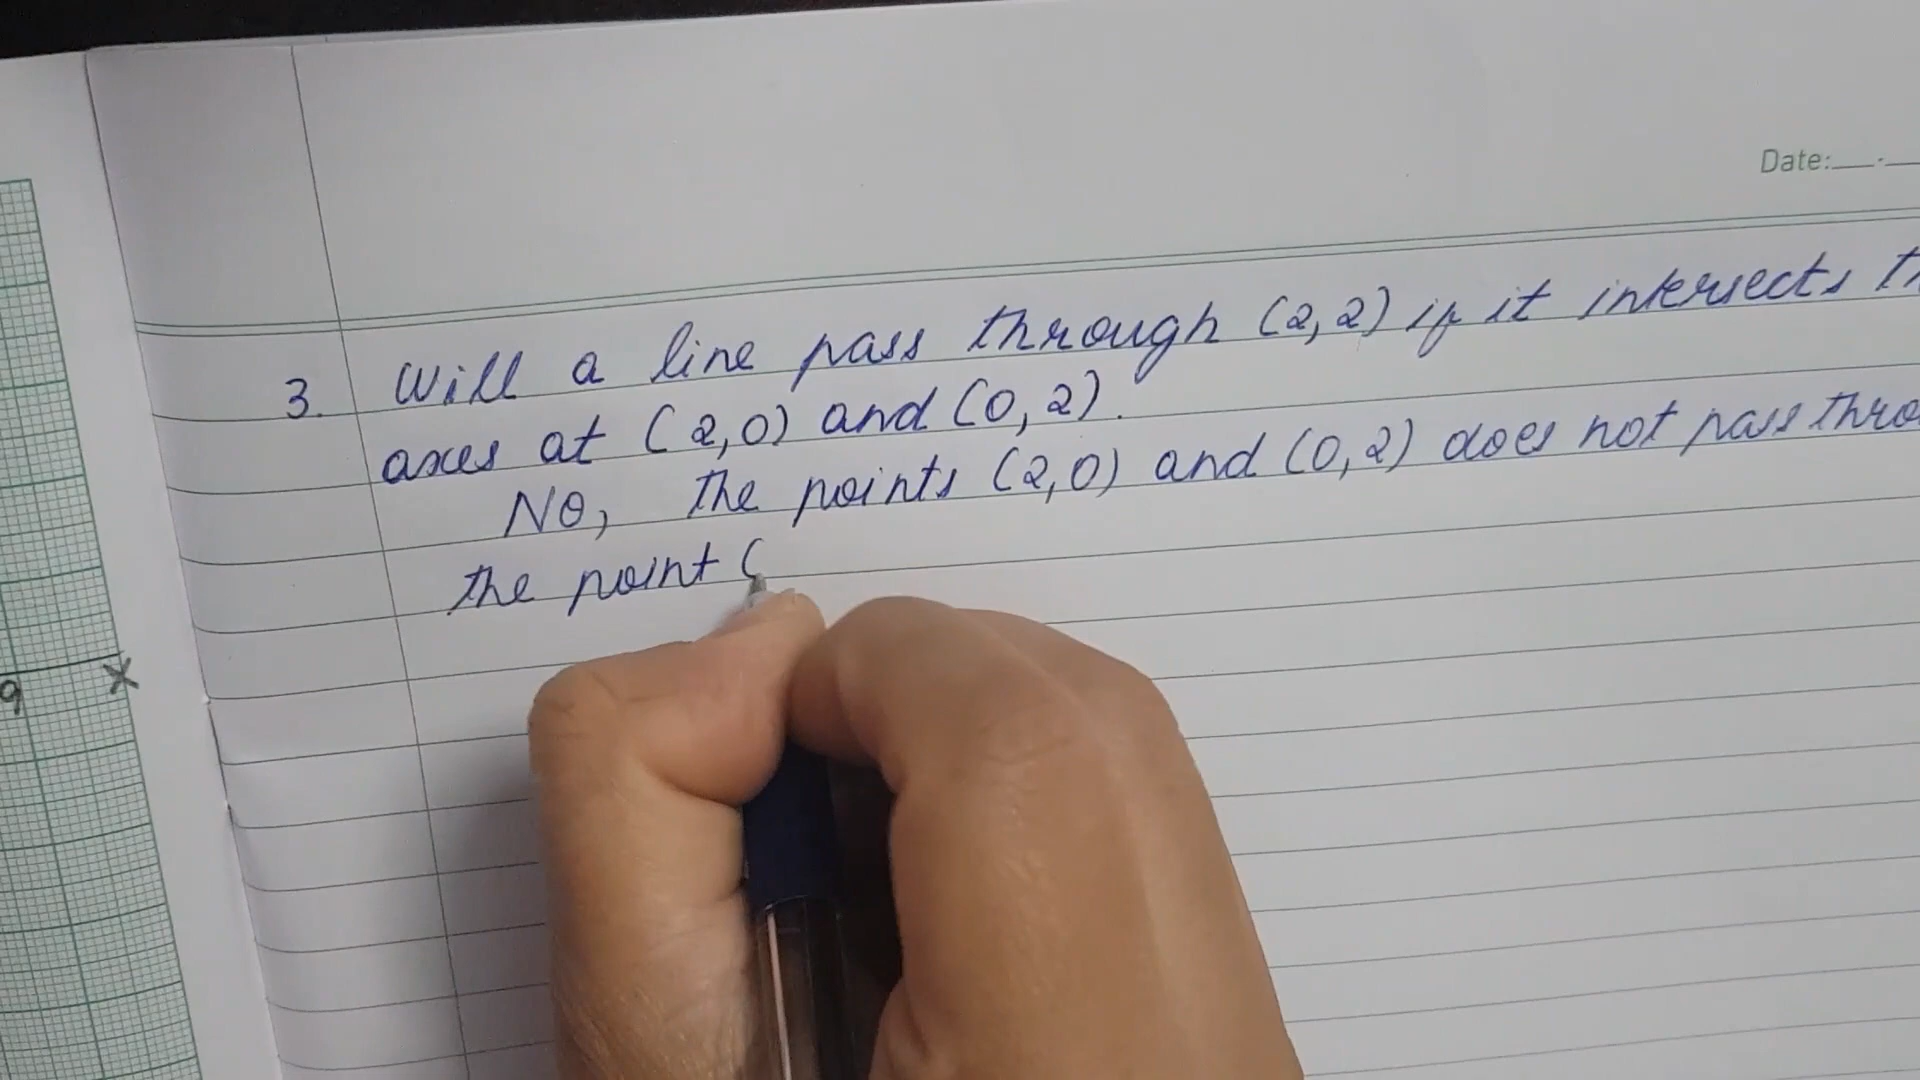 Date:
3. Will a line pass through (2,2) if it intersects
axes at (2,0) and (0,2).
No, the points (2,0) and (0,2) does not pass
the point (
9
X